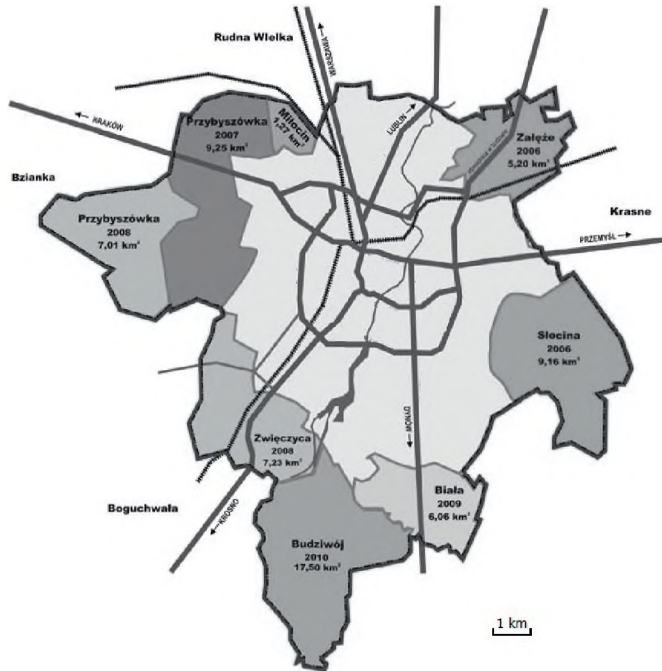 Rudna Wlelka
← WARSZAWA
← KRAKÓW
Przybyszówka
2007
9,25 km²
Miłocin
1,27 km²
LUBLIN →
Załęże
2006
5,20 km²
Bzianka
Przybyszówka
2008
7,01 km²
Krasne
PRZEMYŚL →
Słocina
2006
9,16 km²
Zwięczyca
2008
7,23 km²
← DYNÓW
Boguchwała
← KROSNO
Biała
2009
6,06 km²
Budziwój
2010
17,50 km²
1 km